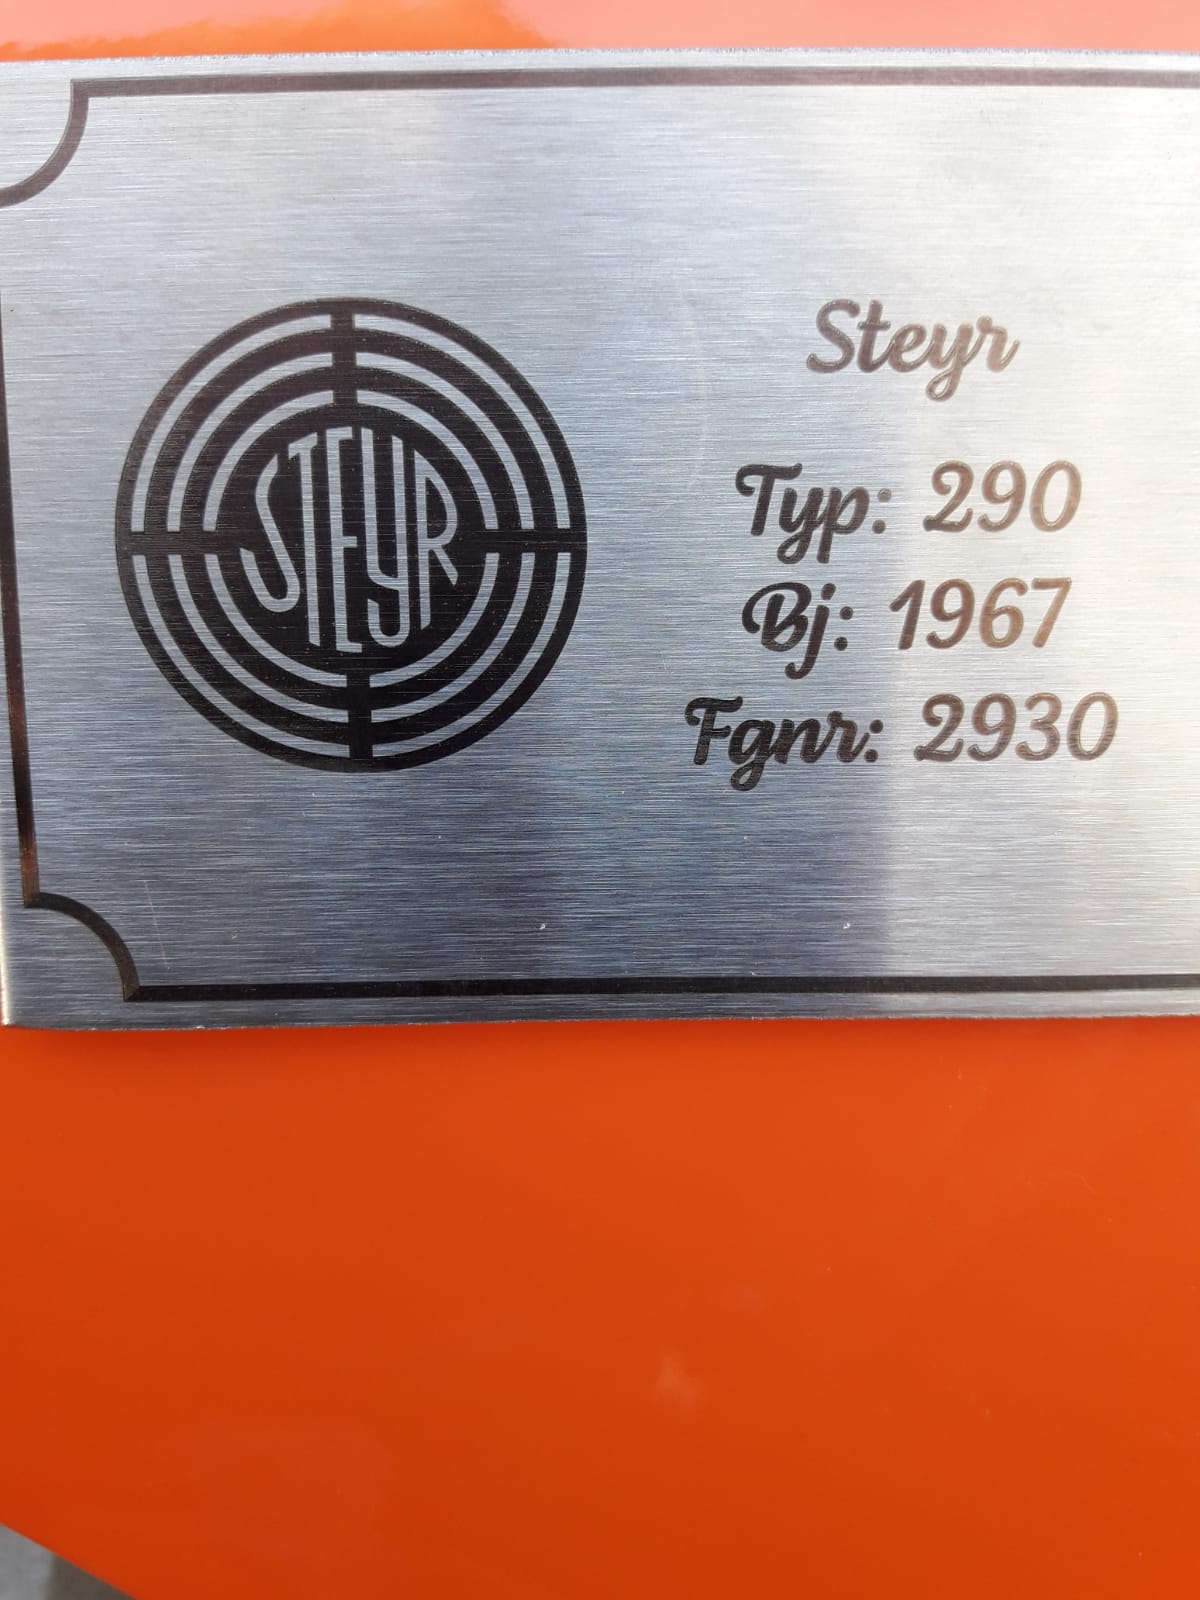 STEYR
Steyr
Typ: 290
Bj: 1967
Fgnr: 2930